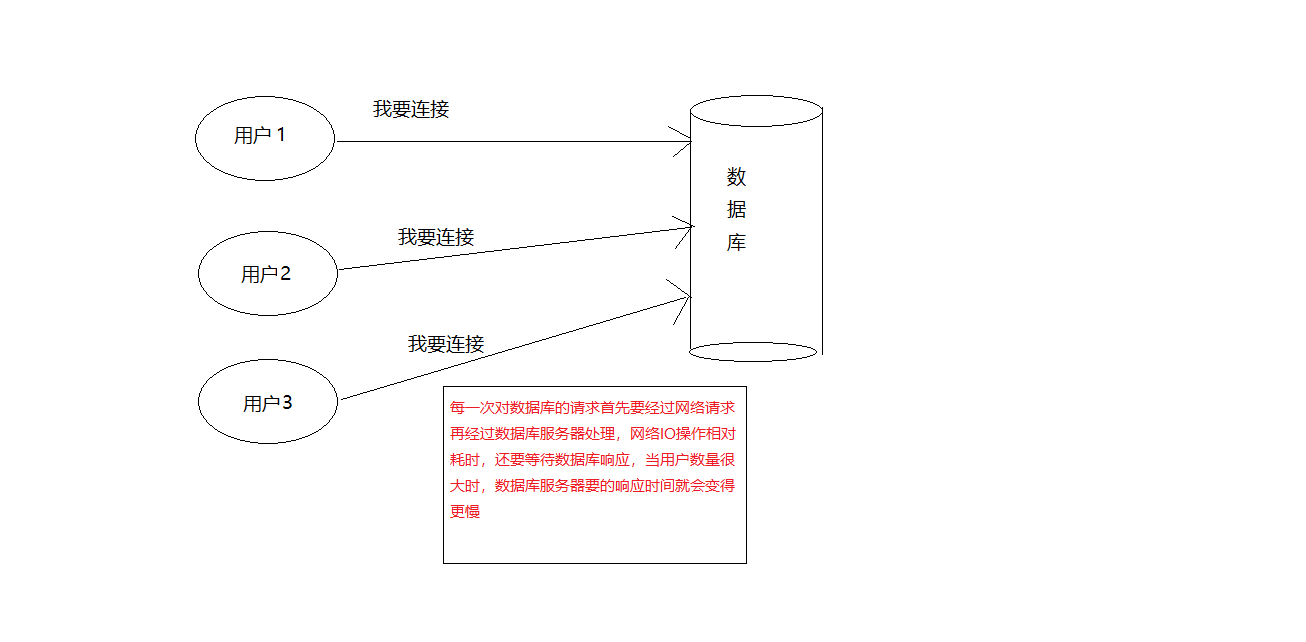 我要连接
用户1
数
据
库
我要连接
用户2
我要连接
用户3
每一次对数据库的请求首先要经过网络请求
再经过数据库服务器处理，网络IO操作相对
耗时，还要等待数据库响应，当用户数量很
大时，数据库服务器要的响应时间就会变得
更慢